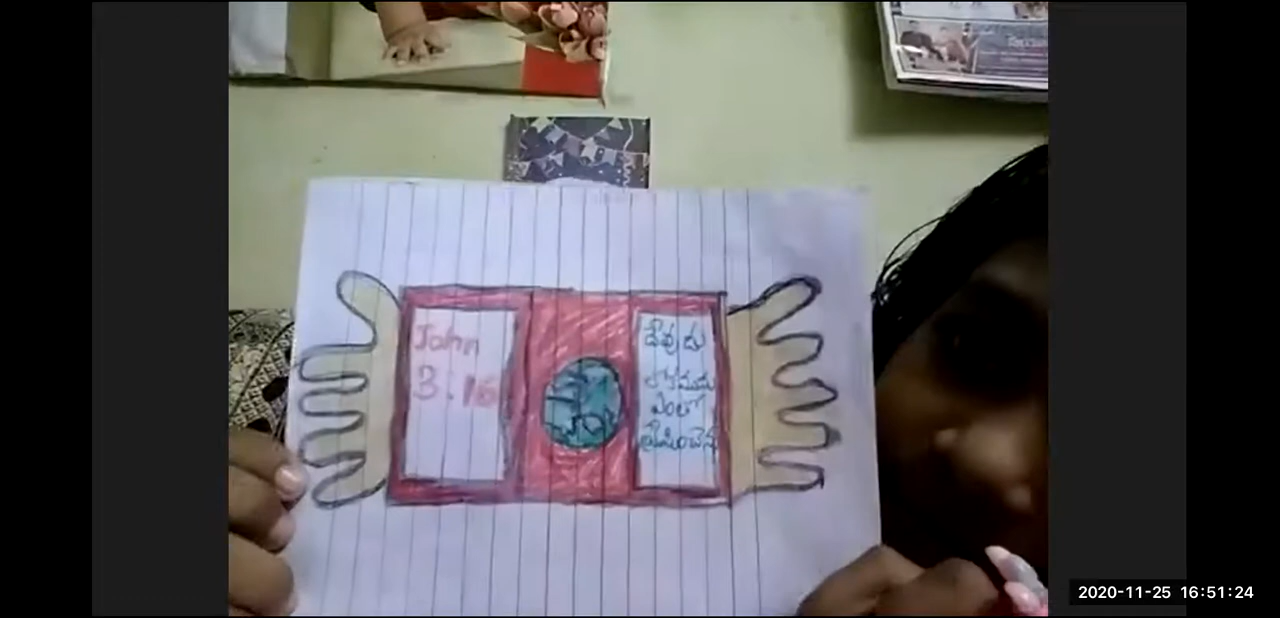 John
3:16
దేవుడు
లోకమును
ఎంతో
ప్రేమించెను
2020-11-25 16:51:24